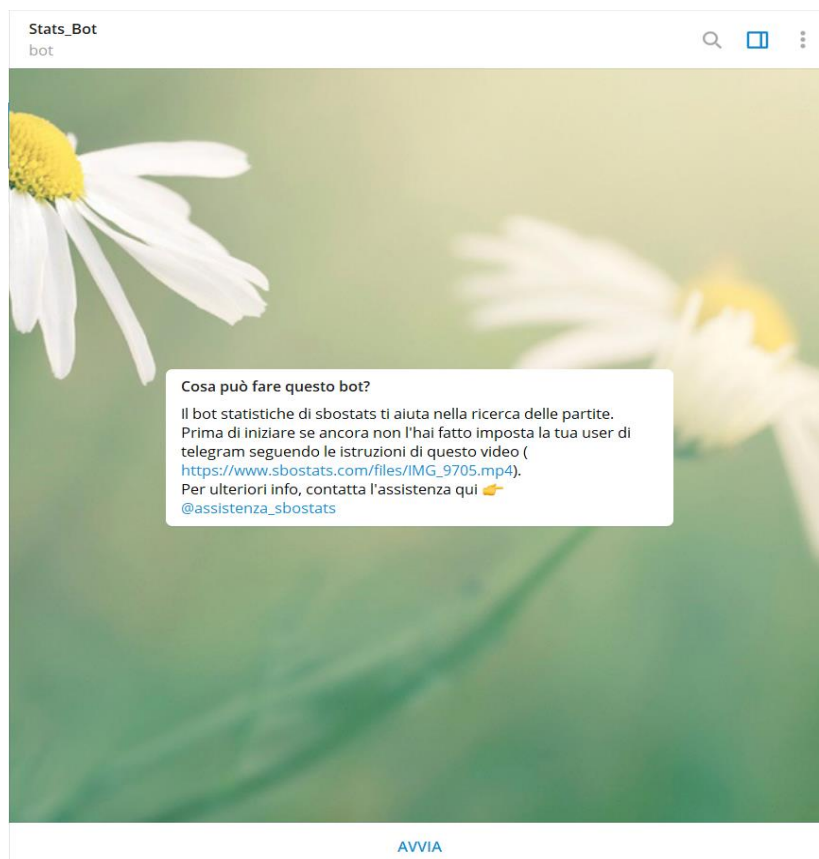 Stats_Bot
bot
Cosa può fare questo bot?
Il bot statistiche di sbostats ti aiuta nella ricerca delle partite.
Prima di iniziare se ancora non l'hai fatto imposta la tua user di
telegram seguendo le istruzioni di questo video (
https://www.sbostats.com/files/IMG_9705.mp4).
Per ulteriori info, contatta l'assistenza qui 👉
@assistenza_sbostats
AVVIA